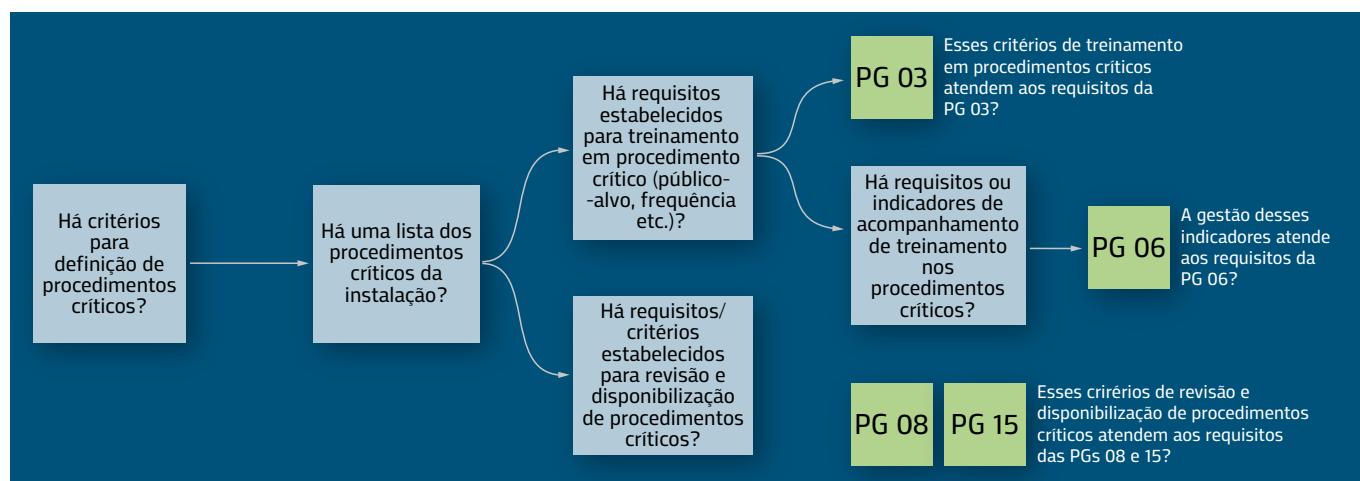 Há critérios
para
definição de
procedimentos
críticos?
Há uma lista dos
procedimentos
críticos da
instalação?
Há requisitos
estabelecidos
para treinamento
em procedimento
crítico (público-
-alvo, frequência
etc.)?
Há requisitos/
critérios
estabelecidos
para revisão e
disponibilização
de procedimentos
críticos?
PG 03
Esses critérios de treinamento
em procedimentos críticos
atendem aos requisitos da
PG 03?
Há requisitos ou
indicadores de
acompanhamento
de treinamento
nos
procedimentos
críticos?
PG 06
A gestão desses
indicadores atende
aos requisitos da
PG 06?
PG 08
PG 15
Esses crirérios de revisão e
disponibilização de procedimentos
críticos atendem aos requisitos
das PGs 08 e 15?